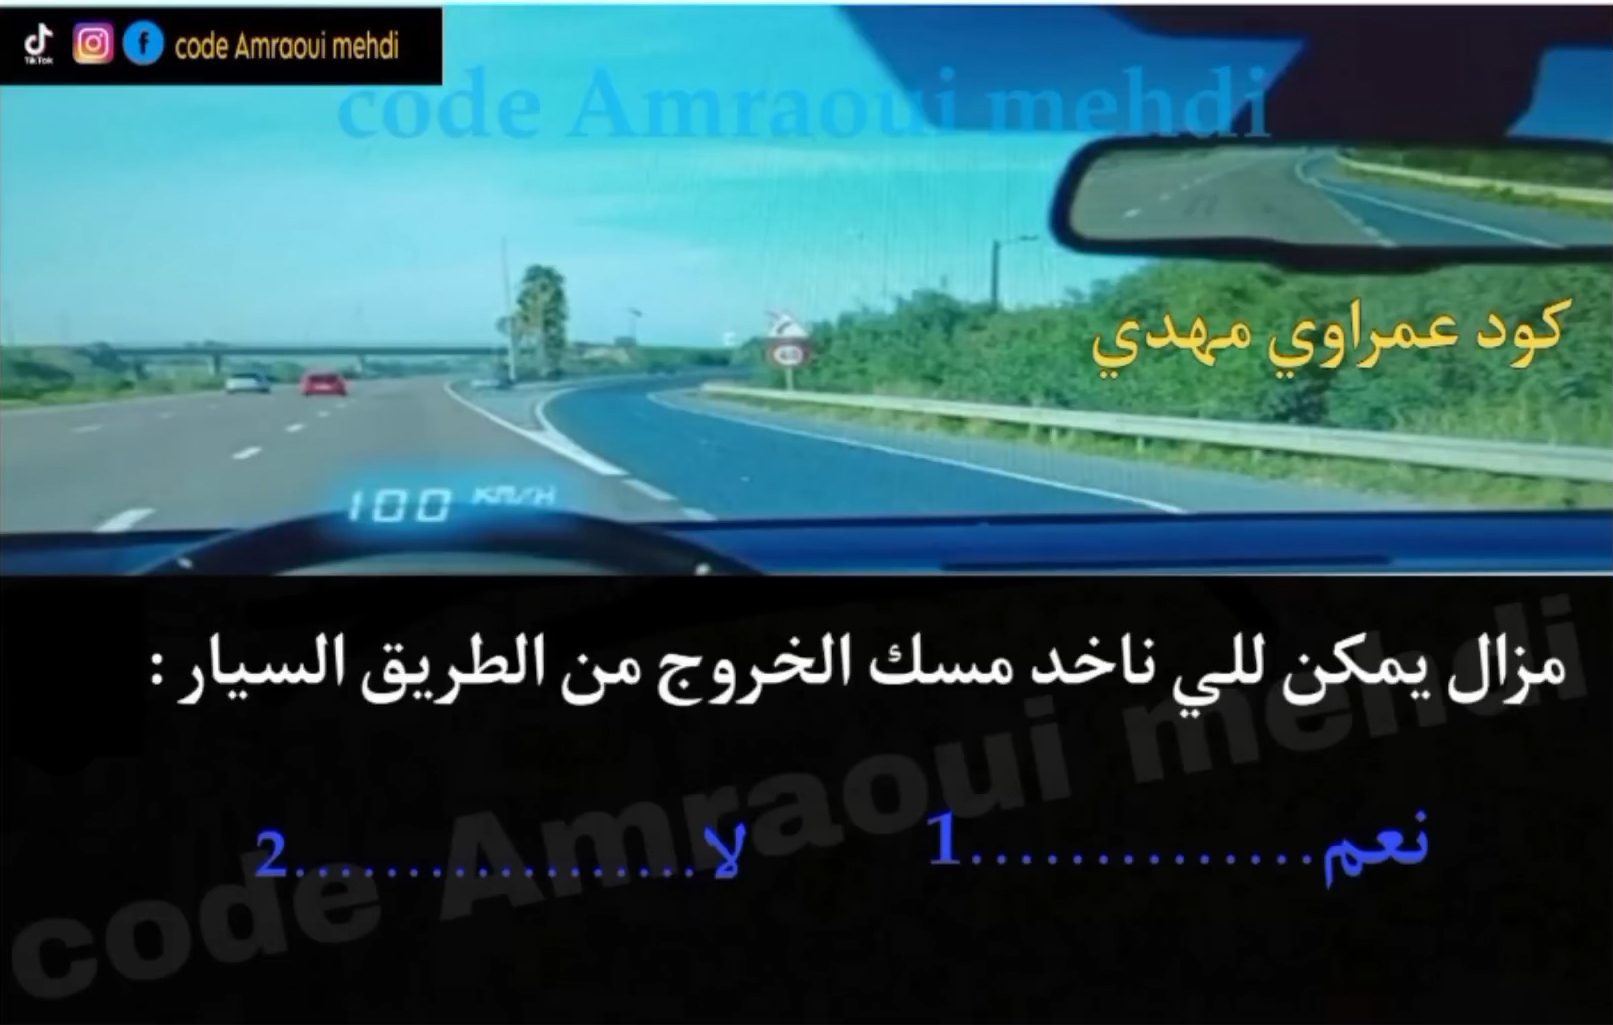 TikTok
code Amraoui mehdi
code Amraoui mehdi
كود عمراوي مهدي
100 KM/H
مزال يمكن للي ناخد مسك الخروج من الطريق السيار :
نعم..............1
لا.................2
code Amraoui mehdi